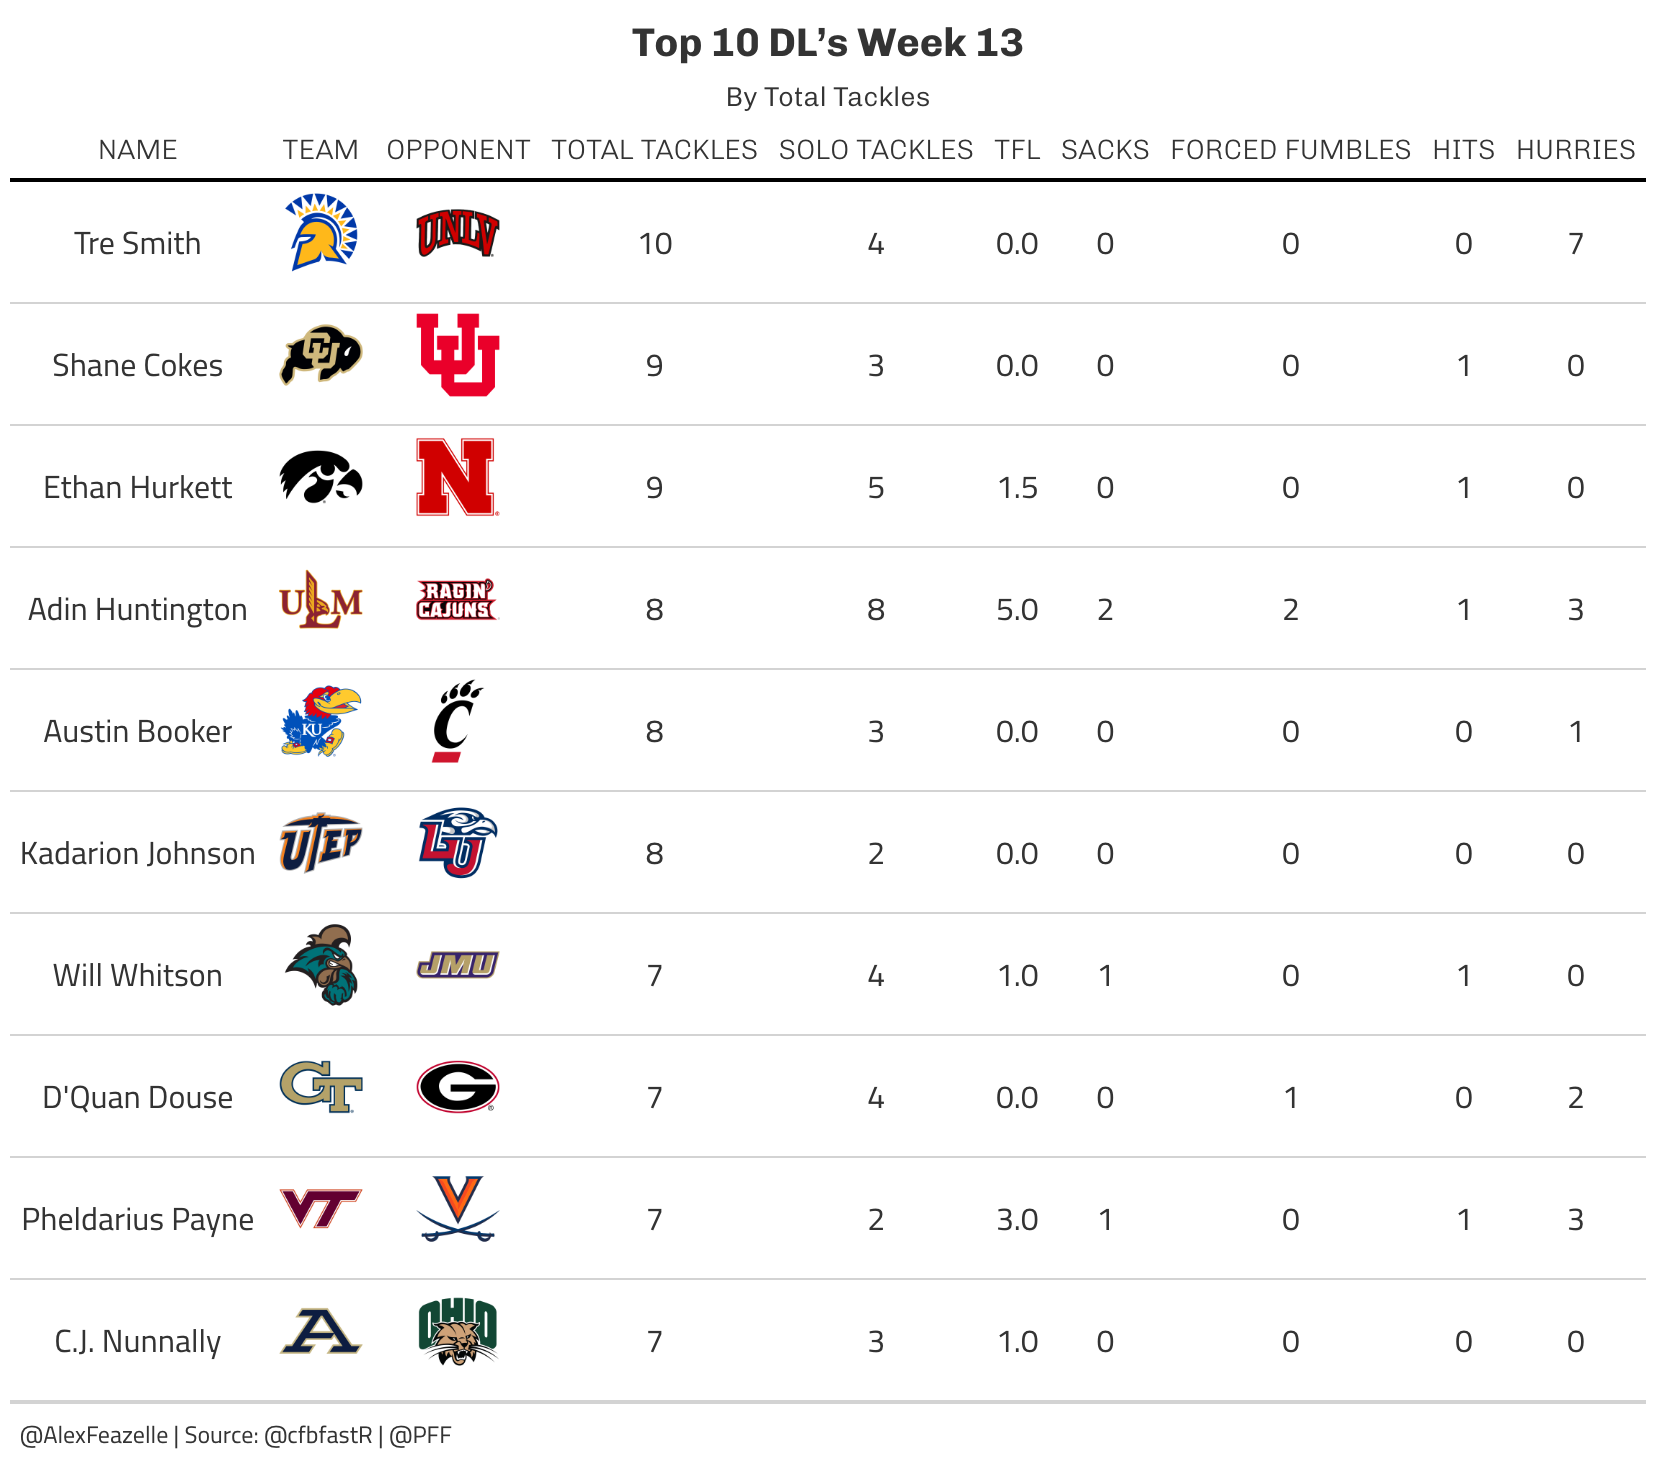 Top 10 DL’s Week 13
By Total Tackles
NAME TEAM OPPONENT TOTAL TACKLES SOLO TACKLES TFL SACKS FORCED FUMBLES HITS HURRIES
Tre Smith UNLV 10 4 0.0 0 0 0 7
Shane Cokes CU UU 9 3 0.0 0 0 1 0
Ethan Hurkett N 9 5 1.5 0 0 1 0
Adin Huntington ULM RAGIN' CAJUNS 8 8 5.0 2 2 1 3
Austin Booker KU C 8 3 0.0 0 0 0 1
Kadarion Johnson UTEP LU 8 2 0.0 0 0 0 0
Will Whitson JMU 7 4 1.0 1 0 1 0
D'Quan Douse GT G 7 4 0.0 0 1 0 2
Pheldarius Payne VT V 7 2 3.0 1 0 1 3
C.J. Nunnally A OHIO 7 3 1.0 0 0 0 0
@AlexFeazelle | Source: @cfbfastR | @PFF